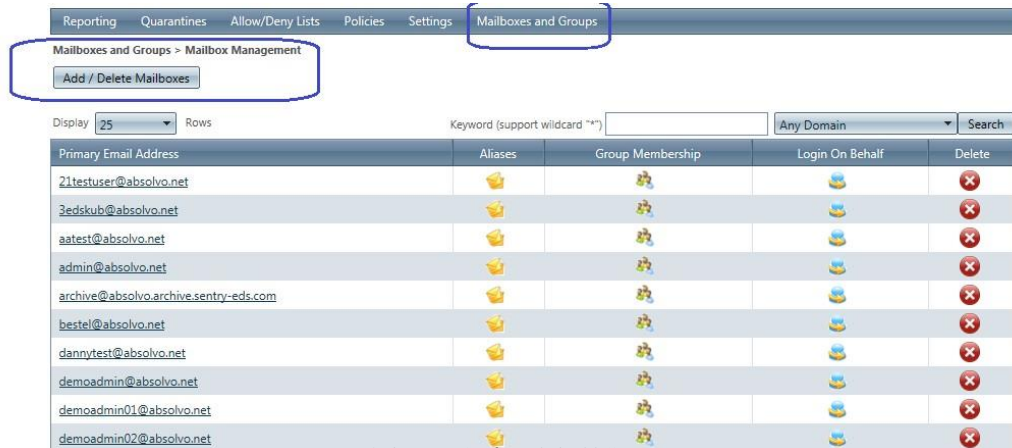 Reporting Quarantines Allow/Deny Lists Policies Settings Mailboxes and Groups
Mailboxes and Groups > Mailbox Management
Add / Delete Mailboxes
Display 25 Rows Keyword (support wildcard "*") Any Domain Search
Primary Email Address Aliases Group Membership Login On Behalf Delete
21testuser@absolvo.net
3edskub@absolvo.net
aatest@absolvo.net
admin@absolvo.net
archive@absolvo.archive.sentry-eds.com
bestel@absolvo.net
dannytest@absolvo.net
demoadmin@absolvo.net
demoadmin01@absolvo.net
demoadmin02@absolvo.net